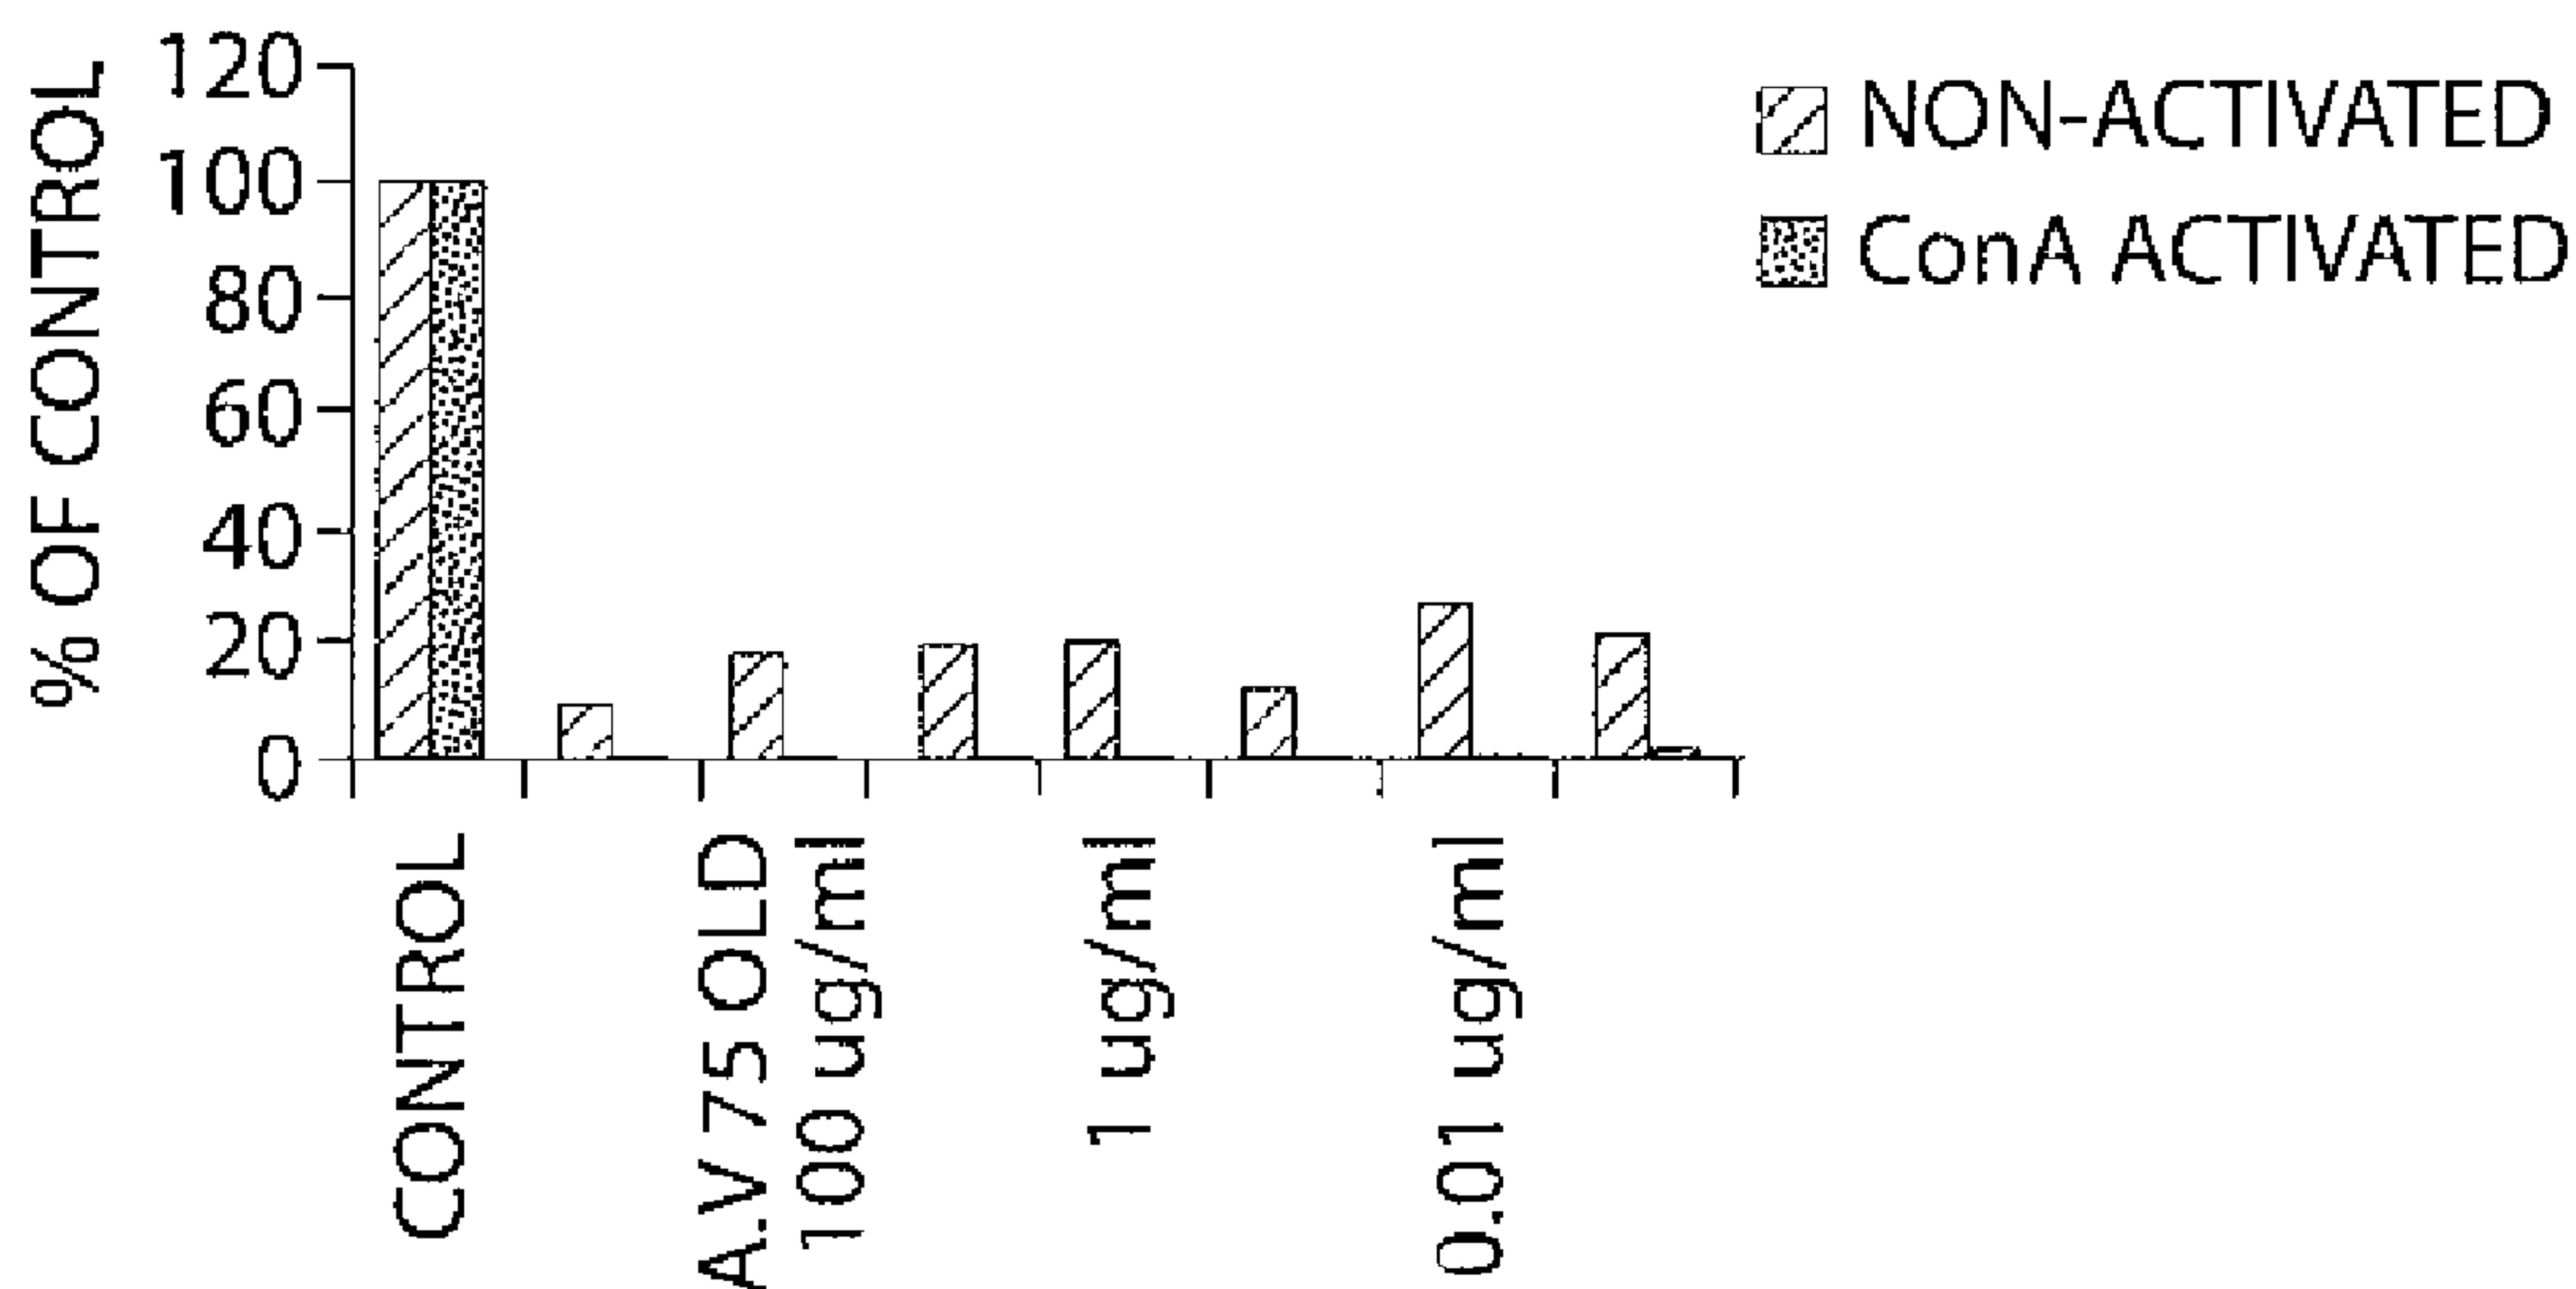 % OF CONTROL
120
100
80
60
40
20
0
NON-ACTIVATED
ConA ACTIVATED
CONTROL
A.V 75 OLD
100 ug/ml
1 ug/ml
0.01 ug/ml